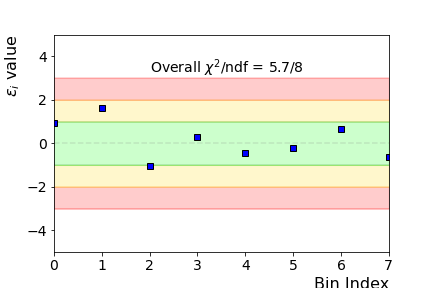 Overall χ²/ndf = 5.7/8
εᵢ value
4
2
0
−2
−4
0 1 2 3 4 5 6 7
Bin Index